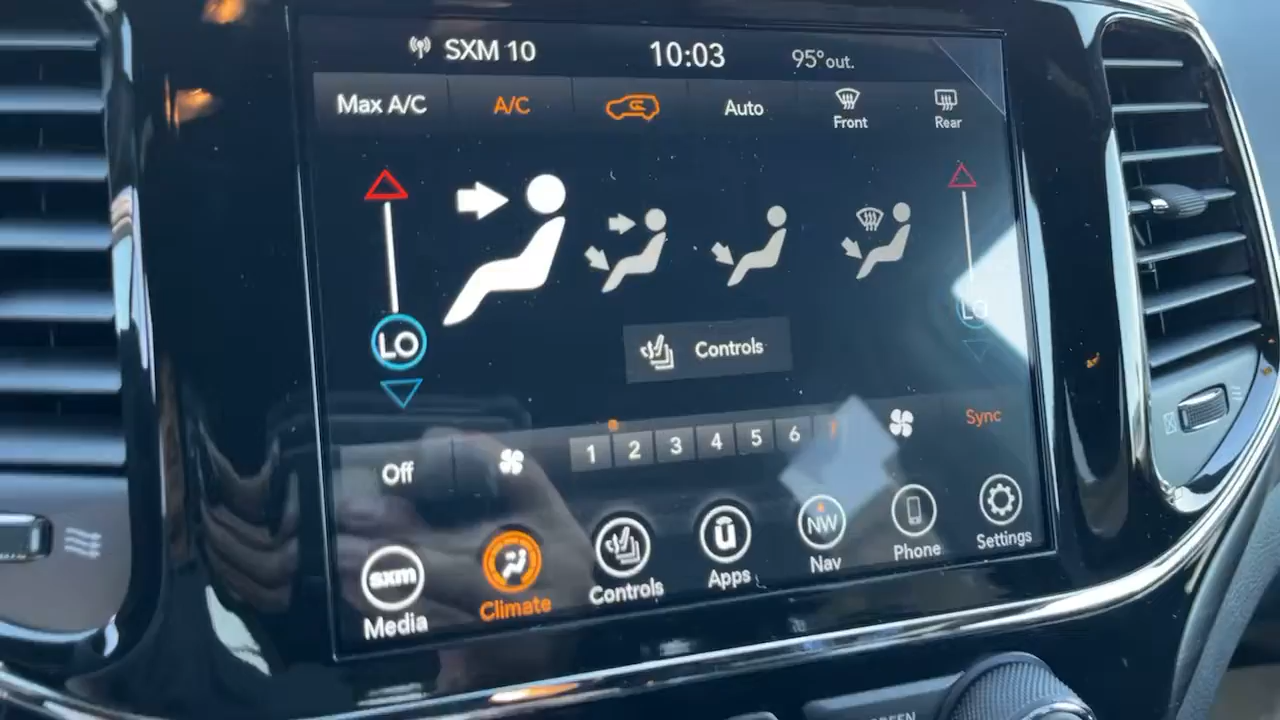 SXM 10 10:03 95° out.
Max A/C A/C Auto Front Rear
LO LO
Controls
Off 1 2 3 4 5 6 7 Sync
sxm Media
Climate
Controls
u Apps
NW Nav
Phone
Settings